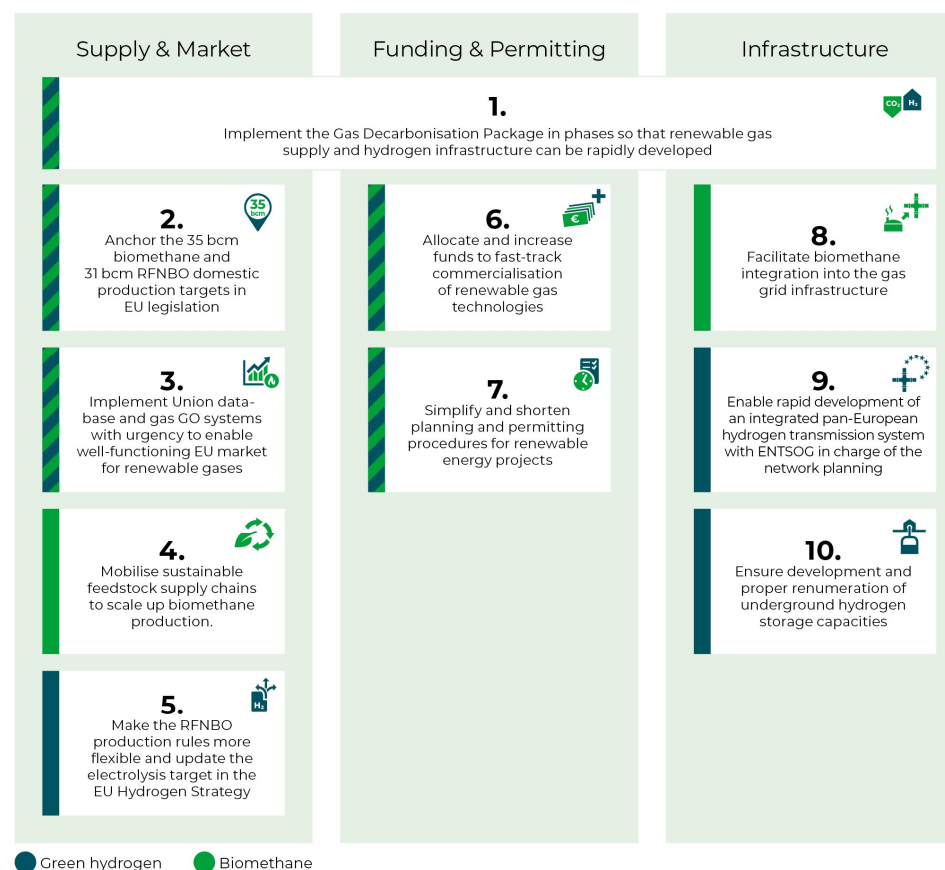 Supply & Market
Funding & Permitting
Infrastructure
1.
CO₂
H₂
Implement the Gas Decarbonisation Package in phases so that renewable gas
supply and hydrogen infrastructure can be rapidly developed
2.
35
bcm
Anchor the 35 bcm
biomethane and
31 bcm RFNBO domestic
production targets in
EU legislation
3.
Implement Union data-
base and gas GO systems
with urgency to enable
well-functioning EU market
for renewable gases
4.
Mobilise sustainable
feedstock supply chains
to scale up biomethane
production.
5.
H₂
Make the RFNBO
production rules more
flexible and update the
electrolysis target in the
EU Hydrogen Strategy
6.
€
Allocate and increase
funds to fast-track
commercialisation
of renewable gas
technologies
7.
Simplify and shorten
planning and permitting
procedures for renewable
energy projects
8.
Facilitate biomethane
integration into the gas
grid infrastructure
9.
Enable rapid development of
an integrated pan-European
hydrogen transmission system
with ENTSOG in charge of the
network planning
10.
Ensure development and
proper renumeration of
underground hydrogen
storage capacities
Green hydrogen
Biomethane